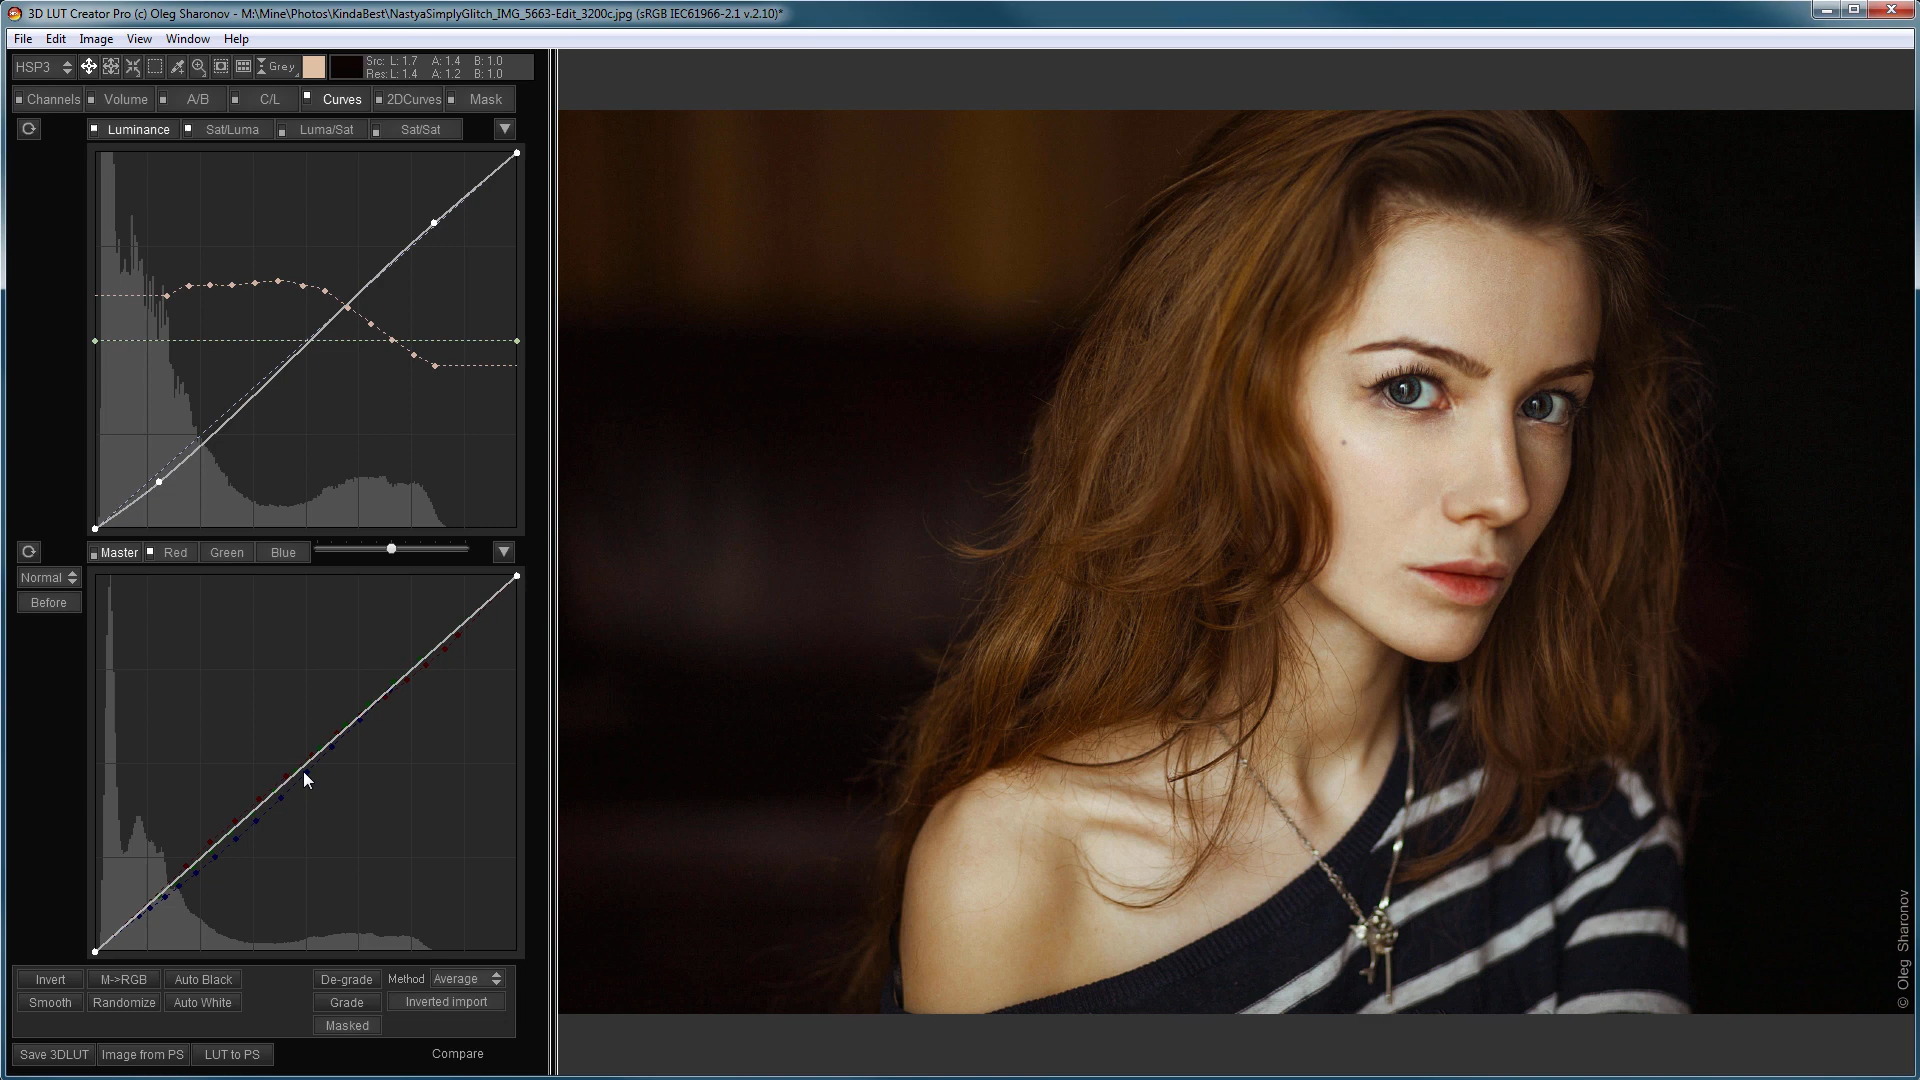 3D LUT Creator Pro (c) Oleg Sharonov - M:\Mine\Photos\KindaBest\NastyaSimplyGlitch_IMG_5663-Edit_3200c.jpg (sRGB IEC61966-2.1 v.2.10)*
File Edit Image View Window Help
HSP3 Grey Src: L: 1.7 A: 1.4 B: 1.0
Res: L: 1.4 A: 1.2 B: 1.0
Channels Volume A/B C/L Curves 2DCurves Mask
Luminance Sat/Luma Luma/Sat Sat/Sat
Master Red Green Blue
Normal
Before
Invert M->RGB Auto Black De-grade Method Average
Smooth Randomize Auto White Grade Inverted import
Masked
Save 3DLUT Image from PS LUT to PS Compare
© Oleg Sharonov